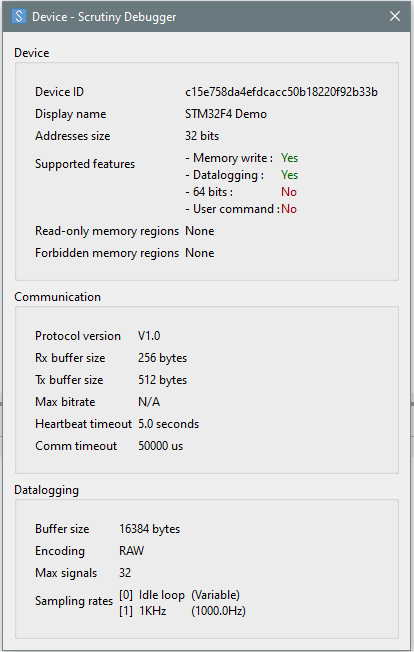 Device - Scrutiny Debugger
Device
Device ID c15e758da4efdcacc50b18220f92b33b
Display name STM32F4 Demo
Addresses size 32 bits
Supported features - Memory write : Yes
- Datalogging : Yes
- 64 bits : No
- User command : No
Read-only memory regions None
Forbidden memory regions None
Communication
Protocol version V1.0
Rx buffer size 256 bytes
Tx buffer size 512 bytes
Max bitrate N/A
Heartbeat timeout 5.0 seconds
Comm timeout 50000 us
Datalogging
Buffer size 16384 bytes
Encoding RAW
Max signals 32
Sampling rates [0] Idle loop (Variable)
[1] 1KHz (1000.0Hz)